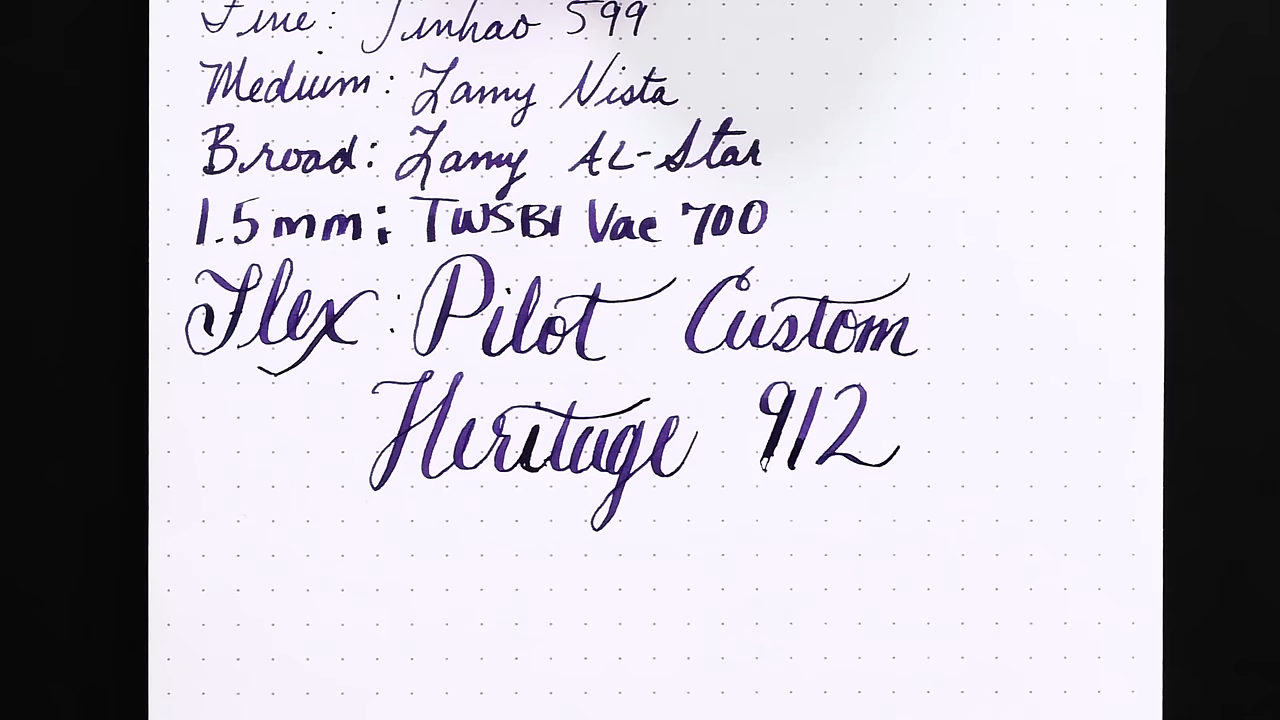 Fine: Jinhao 599
Medium: Lamy Vista
Broad: Lamy AL-Star
1.5mm: TWSBI Vac 700
Flex: Pilot Custom
Heritage 912